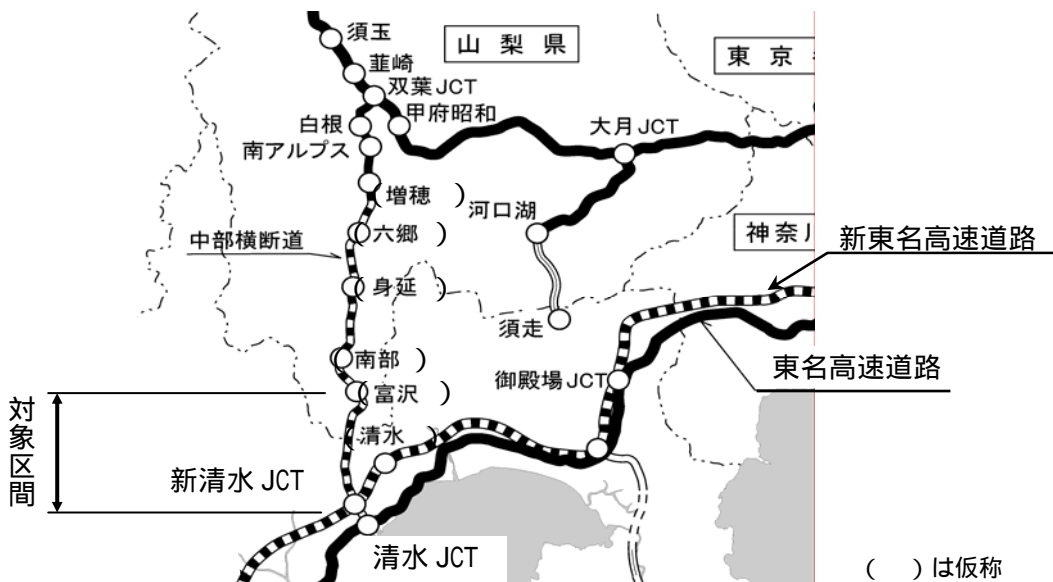 須玉
山梨県
東京
韮崎
双葉JCT
甲府昭和
白根
大月JCT
南アルプス
(増穂)
河口湖
(六郷)
神奈川
新東名高速道路
中部横断道
(身延)
須走
(南部)
御殿場JCT
東名高速道路
(富沢)
対象区間
(清水)
新清水JCT
清水JCT
( )は仮称